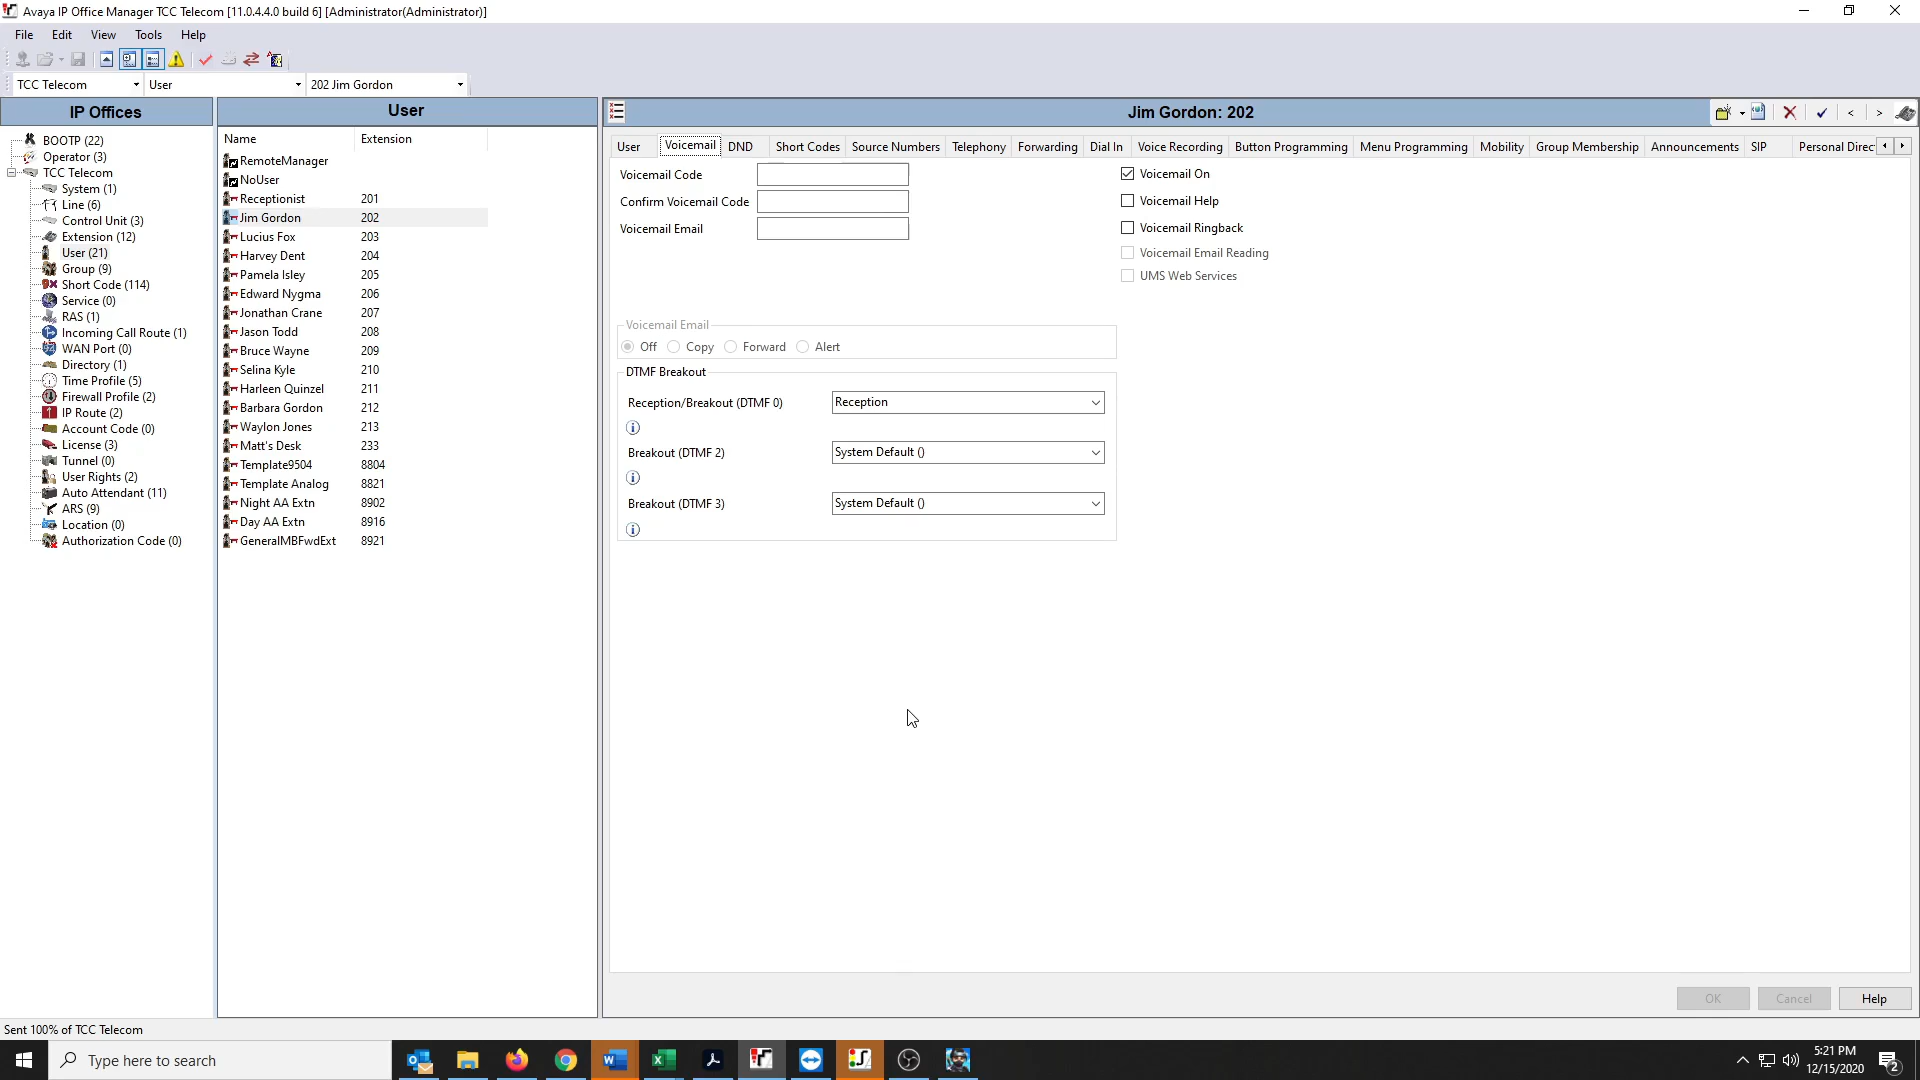 Avaya IP Office Manager TCC Telecom [11.0.4.4.0 build 6] [Administrator(Administrator)]
File Edit View Tools Help
TCC Telecom User 202 Jim Gordon
IP Offices
BOOTP (22)
Operator (3)
TCC Telecom
System (1)
Line (6)
Control Unit (3)
Extension (12)
User (21)
Group (9)
Short Code (114)
Service (0)
RAS (1)
Incoming Call Route (1)
WAN Port (0)
Directory (1)
Time Profile (5)
Firewall Profile (2)
IP Route (2)
Account Code (0)
License (3)
Tunnel (0)
User Rights (2)
Auto Attendant (11)
ARS (9)
Location (0)
Authorization Code (0)
User
Name Extension
RemoteManager
NoUser
Receptionist 201
Jim Gordon 202
Lucius Fox 203
Harvey Dent 204
Pamela Isley 205
Edward Nygma 206
Jonathan Crane 207
Jason Todd 208
Bruce Wayne 209
Selina Kyle 210
Harleen Quinzel 211
Barbara Gordon 212
Waylon Jones 213
Matt's Desk 233
Template9504 8804
Template Analog 8821
Night AA Extn 8902
Day AA Extn 8916
GeneralMBFwdExt 8921
Jim Gordon: 202
User Voicemail DND Short Codes Source Numbers Telephony Forwarding Dial In Voice Recording Button Programming Menu Programming Mobility Group Membership Announcements SIP Personal Direc
Voicemail Code
Confirm Voicemail Code
Voicemail Email
Voicemail On
Voicemail Help
Voicemail Ringback
Voicemail Email Reading
UMS Web Services
Voicemail Email
Off Copy Forward Alert
DTMF Breakout
Reception/Breakout (DTMF 0) Reception
Breakout (DTMF 2) System Default ()
Breakout (DTMF 3) System Default ()
OK Cancel Help
Sent 100% of TCC Telecom
Type here to search
5:21 PM
12/15/2020
2